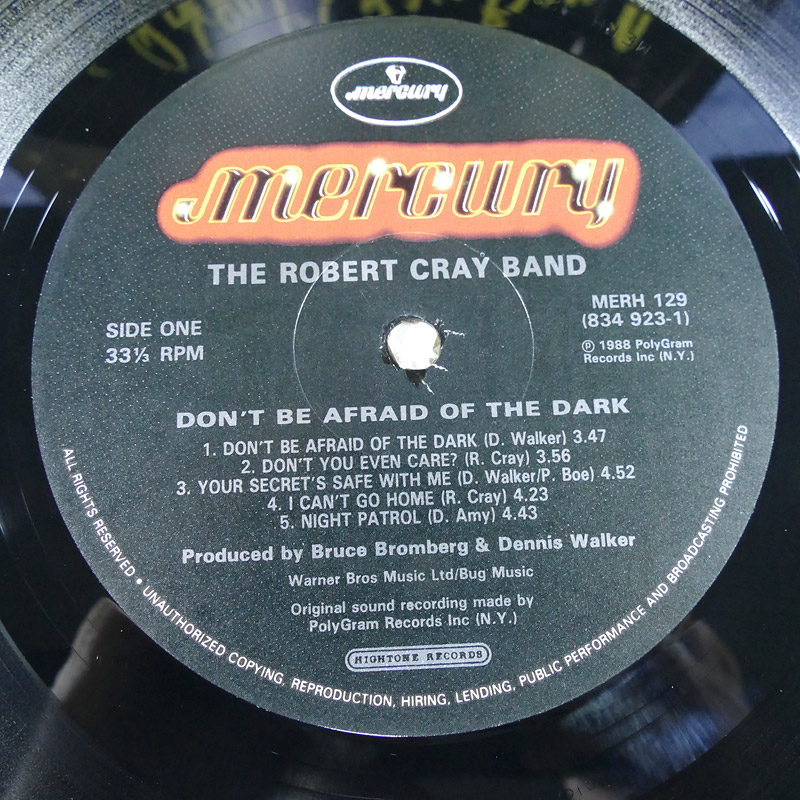 mercury
mercury
THE ROBERT CRAY BAND
SIDE ONE
33⅓ RPM
MERH 129
(834 923-1)
℗ 1988 PolyGram
Records Inc (N.Y.)
DON'T BE AFRAID OF THE DARK
1. DON'T BE AFRAID OF THE DARK (D. Walker) 3.47
2. DON'T YOU EVEN CARE? (R. Cray) 3.56
3. YOUR SECRET'S SAFE WITH ME (D. Walker/P. Boe) 4.52
4. I CAN'T GO HOME (R. Cray) 4.23
5. NIGHT PATROL (D. Amy) 4.43
Produced by Bruce Bromberg & Dennis Walker
Warner Bros Music Ltd/Bug Music
Original sound recording made by
PolyGram Records Inc (N.Y.)
HIGHTONE RECORDS
ALL RIGHTS RESERVED • UNAUTHORIZED COPYING, REPRODUCTION, HIRING, LENDING, PUBLIC PERFORMANCE AND BROADCASTING PROHIBITED